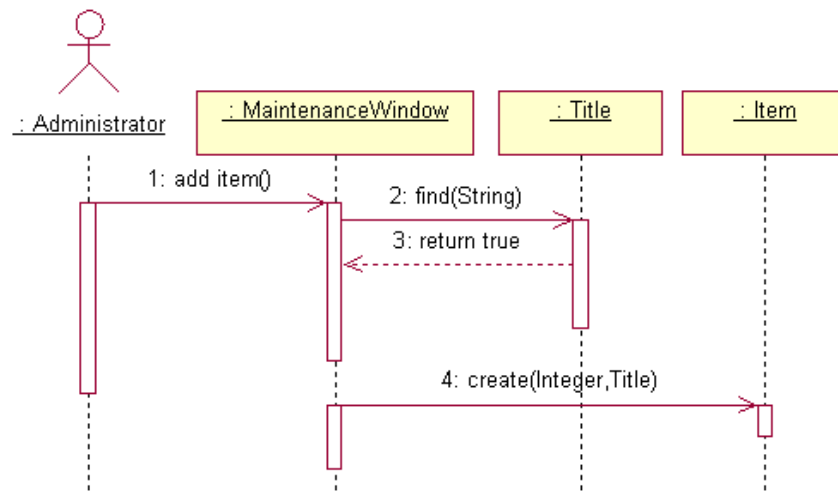 : Administrator
: MaintenanceWindow
: Title
: Item
1: add item()
2: find(String)
3: return true
4: create(Integer,Title)